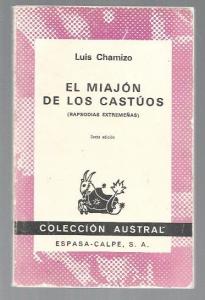 Luis Chamizo
EL MIAJÓN
DE LOS CASTÚOS
(RAPSODIAS EXTREMEÑAS)
Sexta edición
COLECCIÓN AUSTRAL
ESPASA-CALPE, S. A.